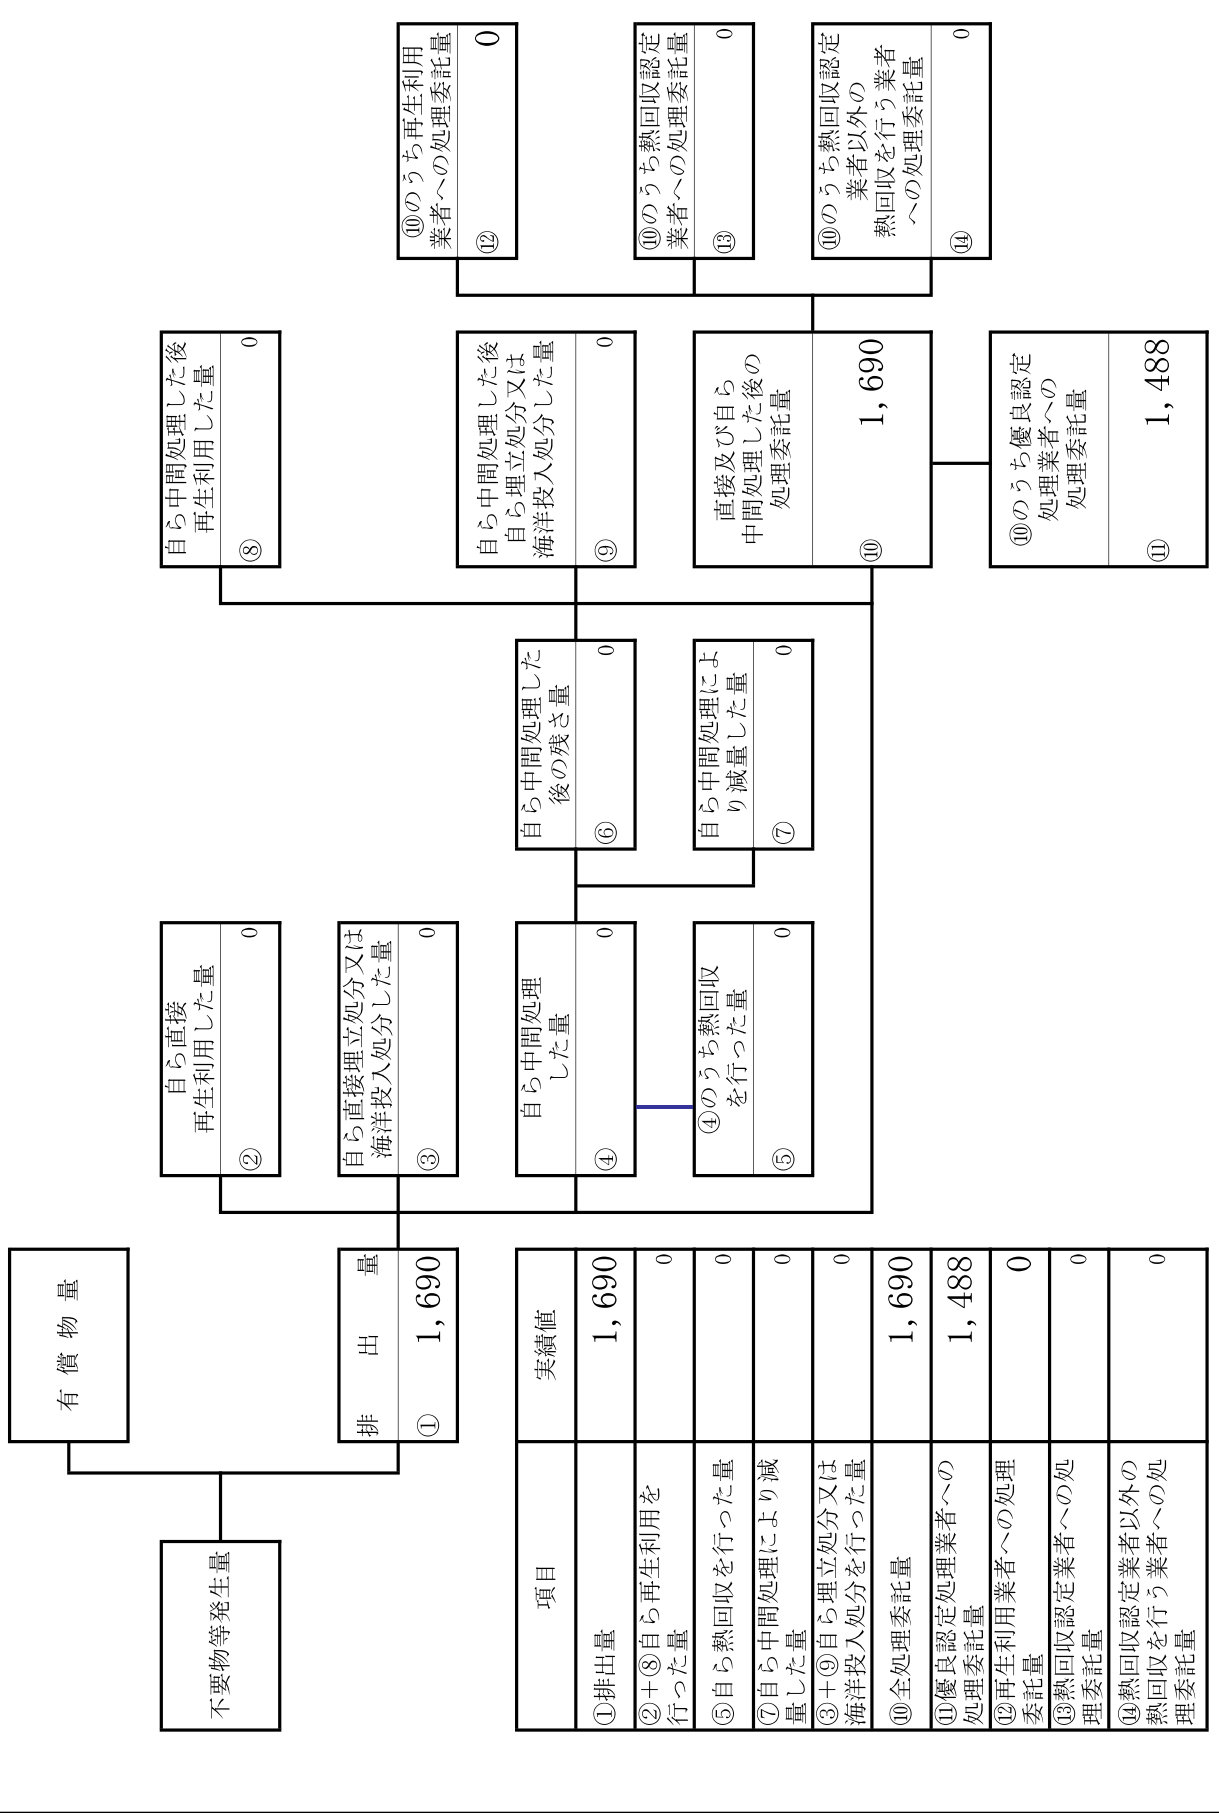 有償物量
不要物等発生量
排出量
①
1,690
自ら直接
再生利用した量
②
0
自ら直接埋立処分又は
海洋投入処分した量
③
0
自ら中間処理
した量
④
0
④のうち熱回収
を行った量
⑤
0
自ら中間処理した
後の残さ量
⑥
0
自ら中間処理によ
り減量した量
⑦
0
自ら中間処理した後
再生利用した量
⑧
0
自ら中間処理した後
自ら埋立処分又は
海洋投入処分した量
⑨
0
直接及び自ら
中間処理した後の
処理委託量
⑩
1,690
⑩のうち優良認定
処理業者への
処理委託量
⑪
1,488
⑩のうち再生利用
業者への処理委託量
⑫
0
⑩のうち熱回収認定
業者への処理委託量
⑬
0
⑩のうち熱回収認定
業者以外の
熱回収を行う業者
への処理委託量
⑭
0
項目
実績値
①排出量
1,690
②+⑧自ら再生利用を
行った量
0
⑤自ら熱回収を行った量
0
⑦自ら中間処理により減
量した量
0
③+⑨自ら埋立処分又は
海洋投入処分を行った量
0
⑩全処理委託量
1,690
⑪優良認定処理業者への
処理委託量
1,488
⑫再生利用業者への処理
委託量
0
⑬熱回収認定業者への処
理委託量
0
⑭熱回収認定業者以外の
熱回収を行う業者への処
理委託量
0